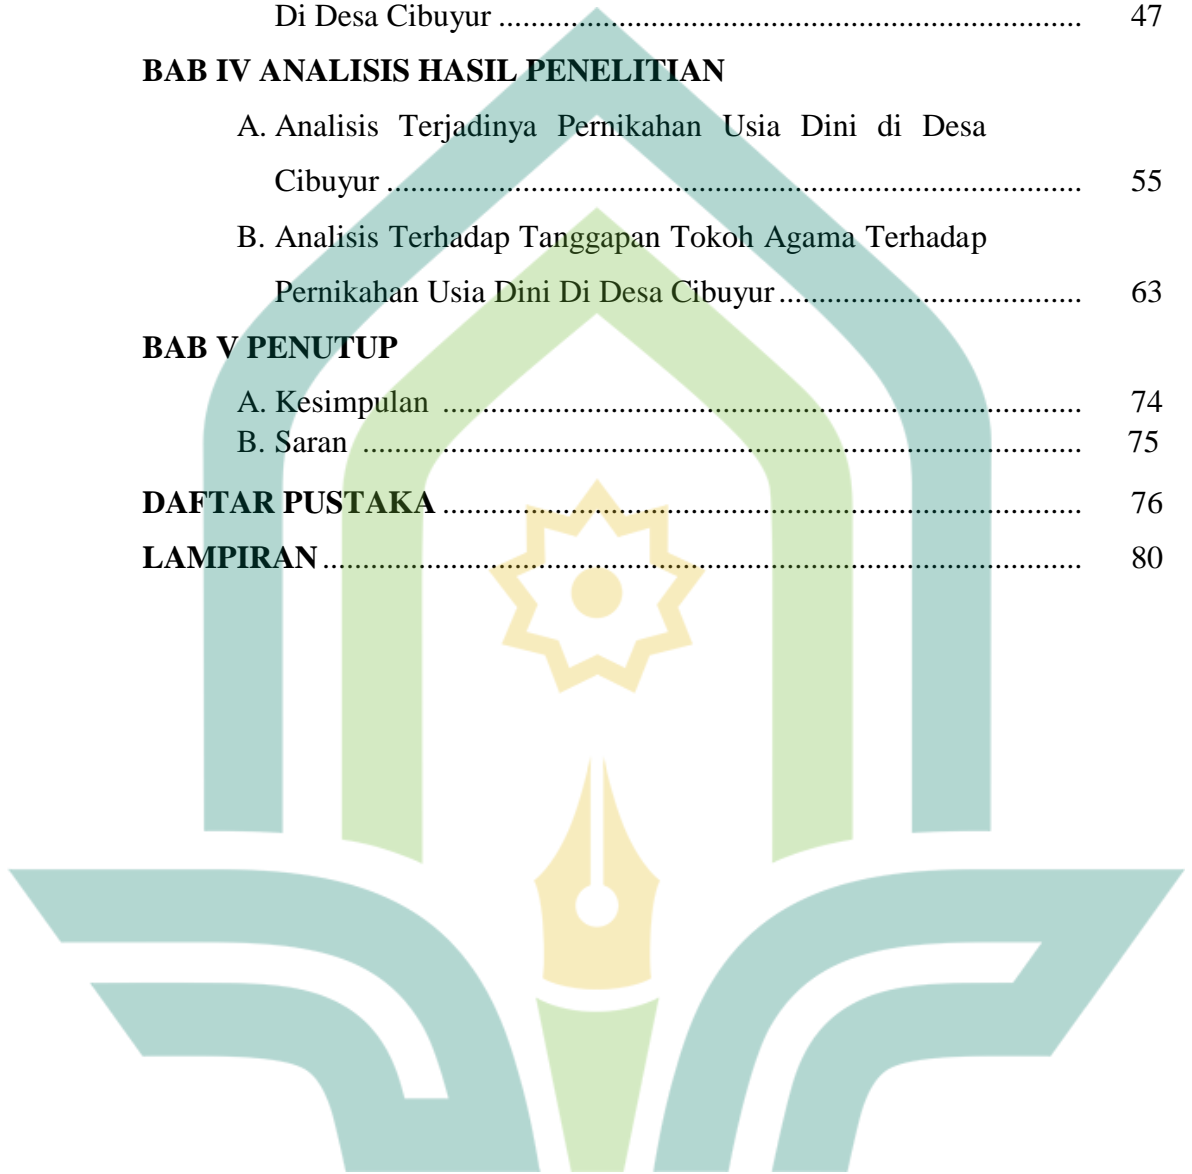 Di Desa Cibuyur ........................................................................... 47
BAB IV ANALISIS HASIL PENELITIAN
A. Analisis Terjadinya Pernikahan Usia Dini di Desa
Cibuyur ......................................................................................... 55
B. Analisis Terhadap Tanggapan Tokoh Agama Terhadap
Pernikahan Usia Dini Di Desa Cibuyur ....................................... 63
BAB V PENUTUP
A. Kesimpulan .................................................................................. 74
B. Saran ............................................................................................ 75
DAFTAR PUSTAKA .................................................................................. 76
LAMPIRAN ................................................................................................. 80